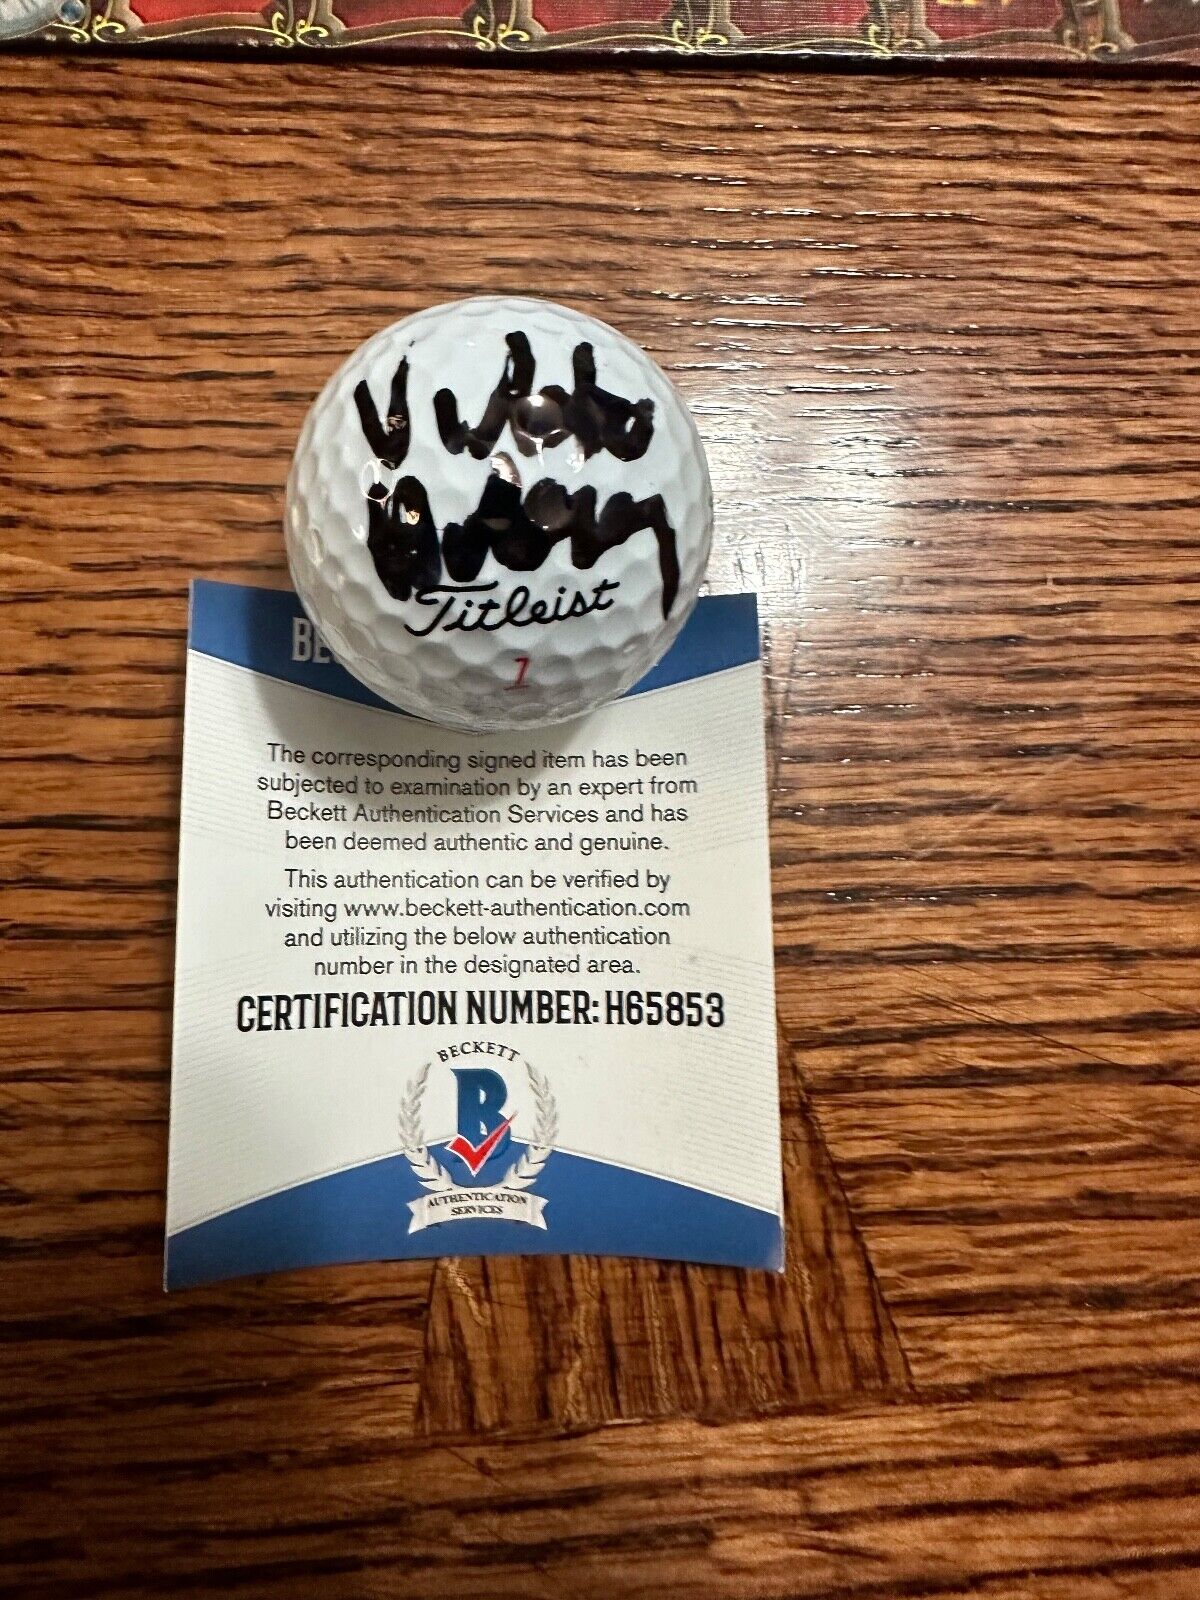 Titleist
1
BE
The corresponding signed item has been
subjected to examination by an expert from
Beckett Authentication Services and has
been deemed authentic and genuine.
This authentication can be verified by
visiting www.beckett-authentication.com
and utilizing the below authentication
number in the designated area.
CERTIFICATION NUMBER: H65853
BECKETT
B
AUTHENTICATION
SERVICES